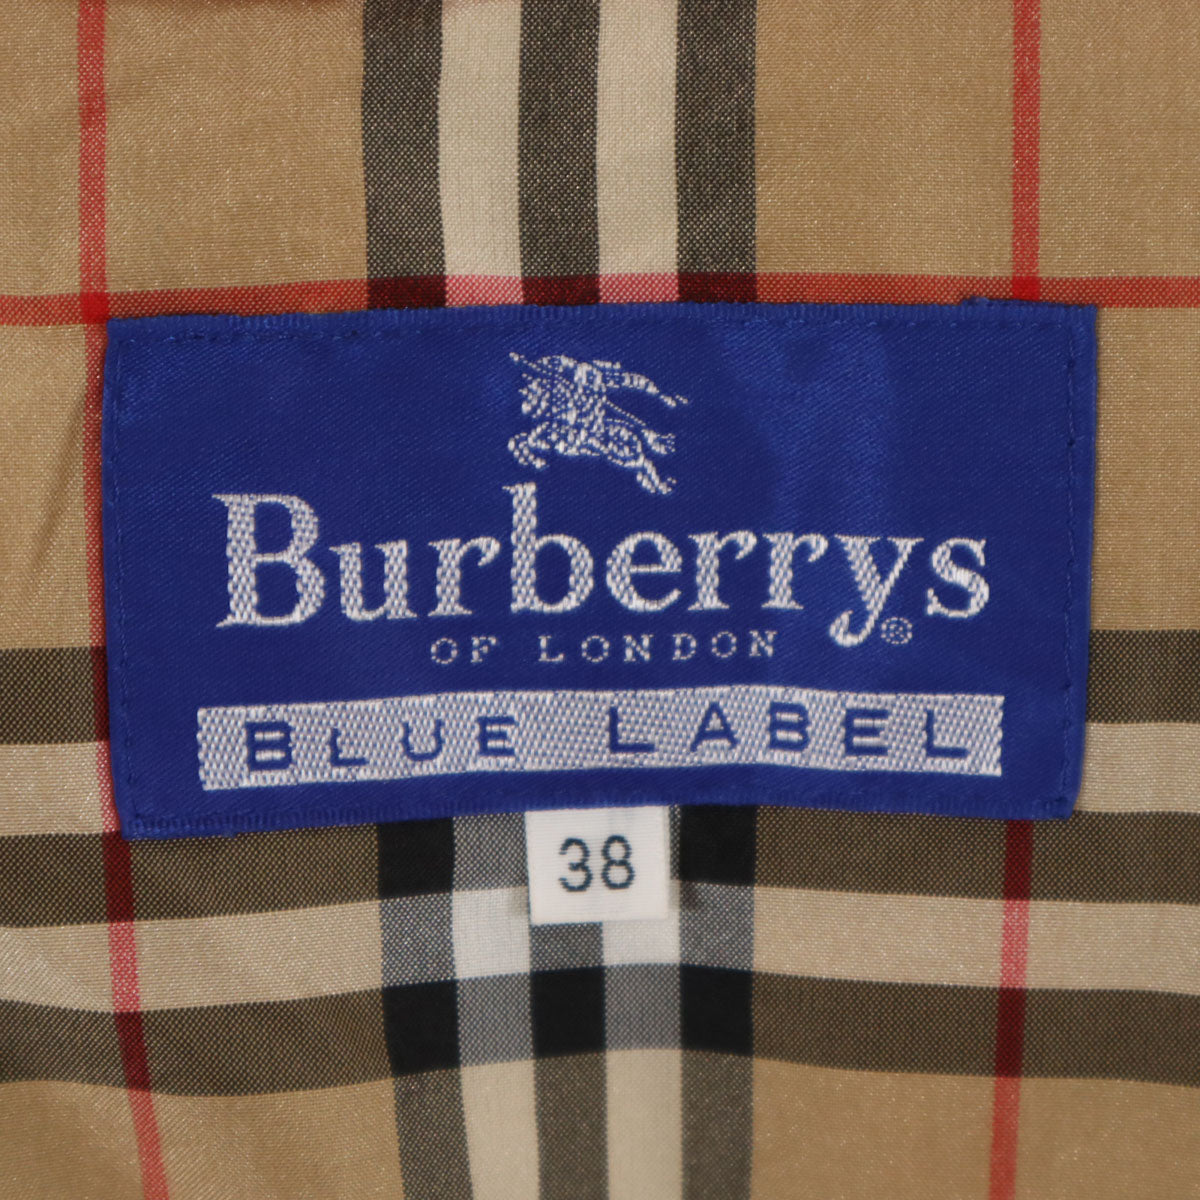 Burberrys®
OF LONDON
BLUE LABEL
38